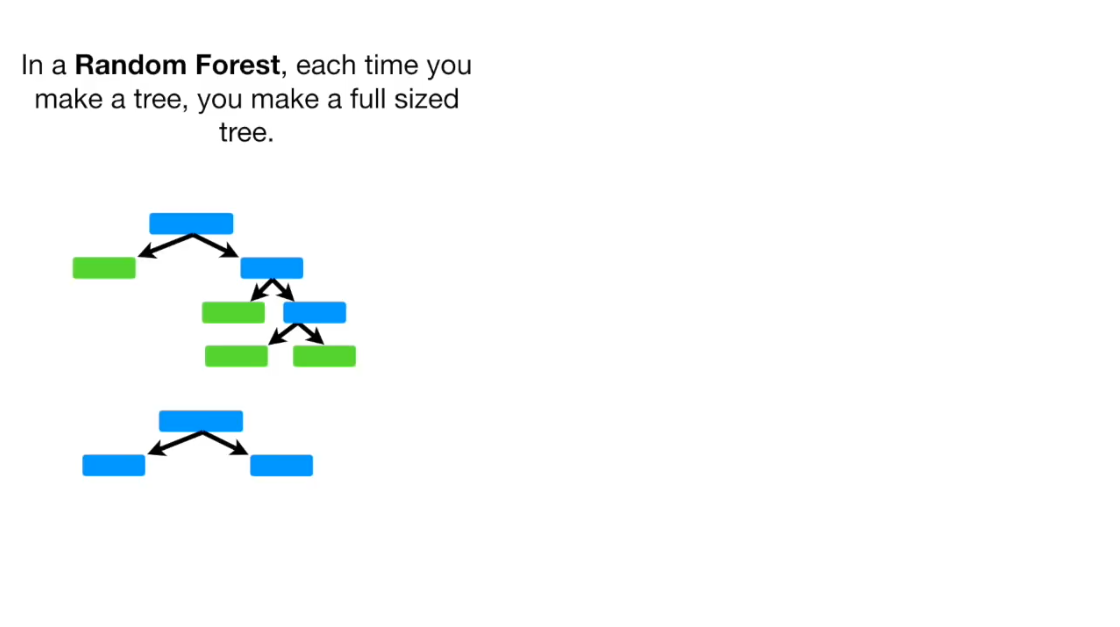 In a Random Forest, each time you
make a tree, you make a full sized
tree.